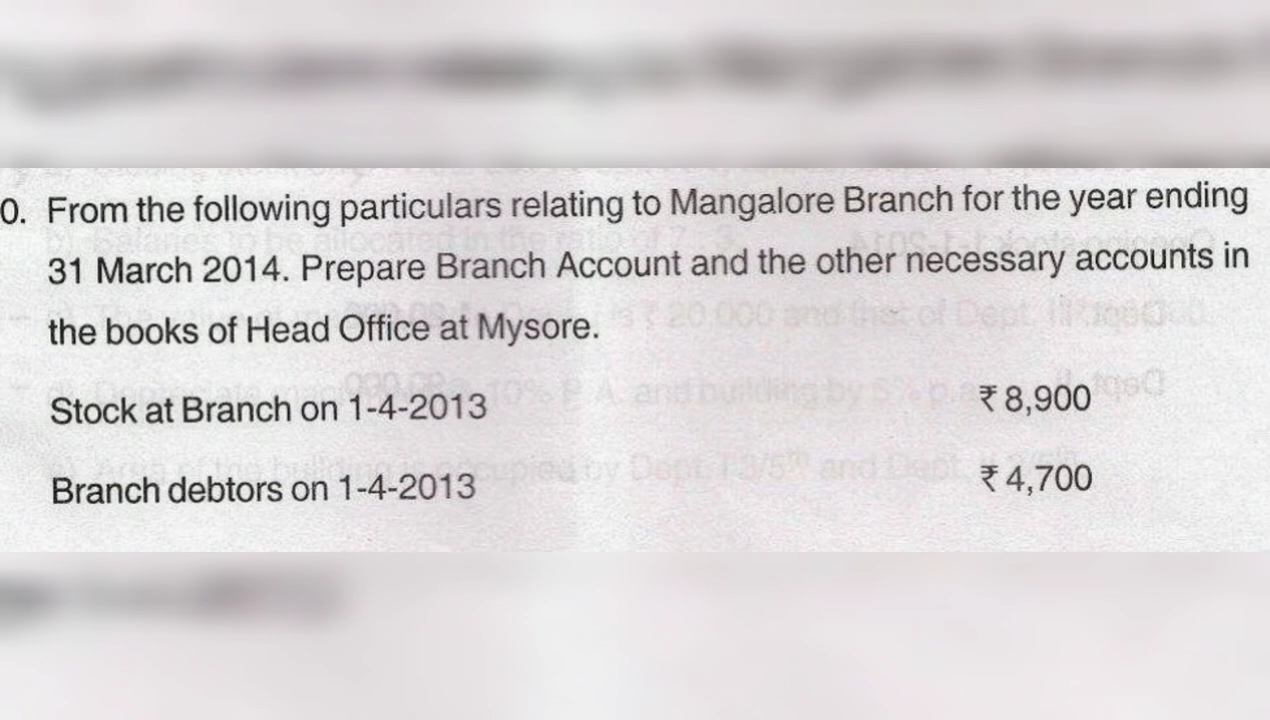 0. From the following particulars relating to Mangalore Branch for the year ending
31 March 2014. Prepare Branch Account and the other necessary accounts in
the books of Head Office at Mysore.
Stock at Branch on 1-4-2013 ₹ 8,900
Branch debtors on 1-4-2013 ₹ 4,700